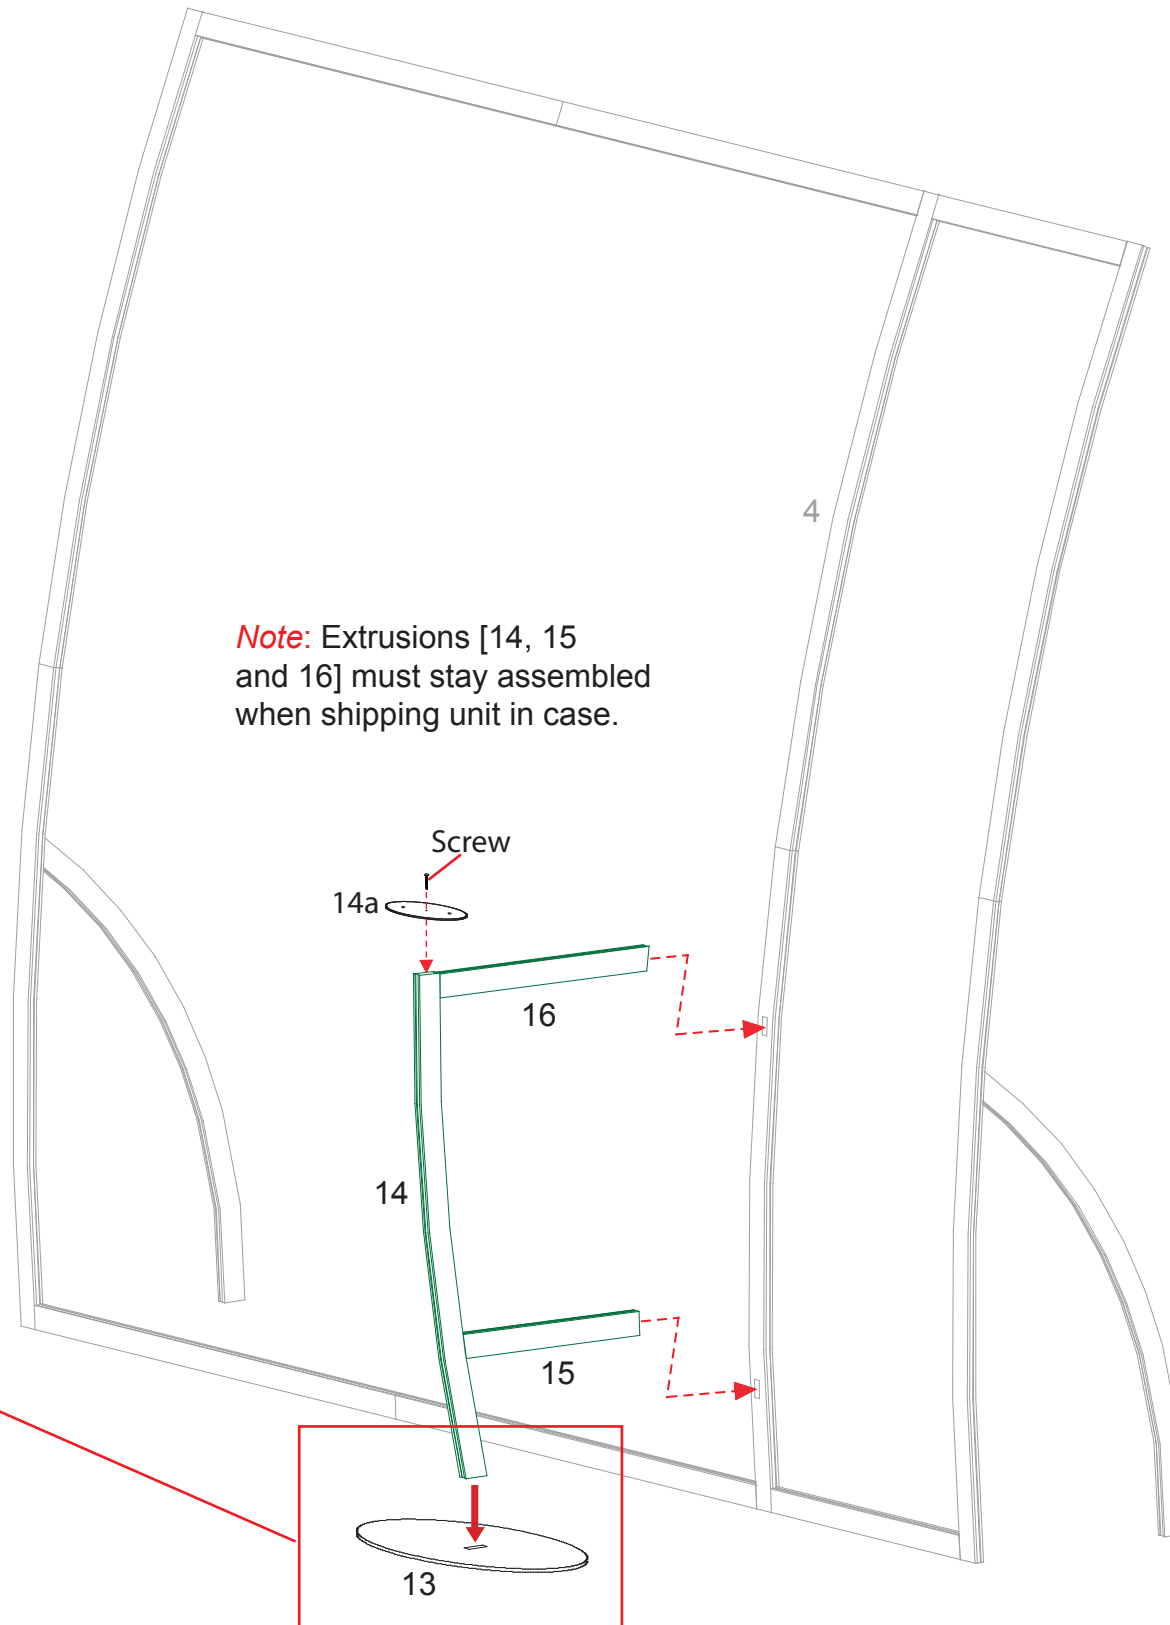 4
Note: Extrusions [14, 15
and 16] must stay assembled
when shipping unit in case.
Screw
14a
16
14
15
13